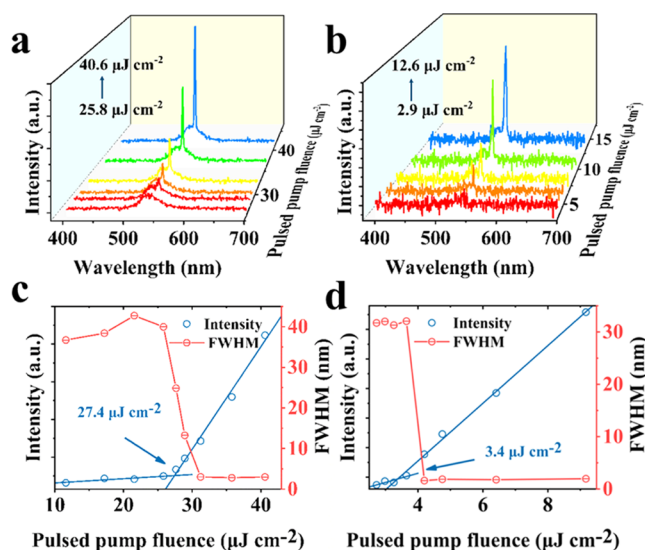 a
40.6 μJ cm⁻²
25.8 μJ cm⁻²
Intensity (a.u.)
400 500 600 700
Wavelength (nm)
30
40
Pulsed pump fluence (μJ cm⁻²)
b
12.6 μJ cm⁻²
2.9 μJ cm⁻²
Intensity (a.u.)
400 500 600 700
Wavelength (nm)
5
10
15
Pulsed pump fluence (μJ cm⁻²)
c
Intensity
FWHM
27.4 μJ cm⁻²
Intensity (a.u.)
10 20 30 40
Pulsed pump fluence (μJ cm⁻²)
0
10
20
30
40
50
FWHM (nm)
d
Intensity
FWHM
3.4 μJ cm⁻²
Intensity (a.u.)
4 6 8
Pulsed pump fluence (μJ cm⁻²)
0
10
20
30
FWHM (nm)